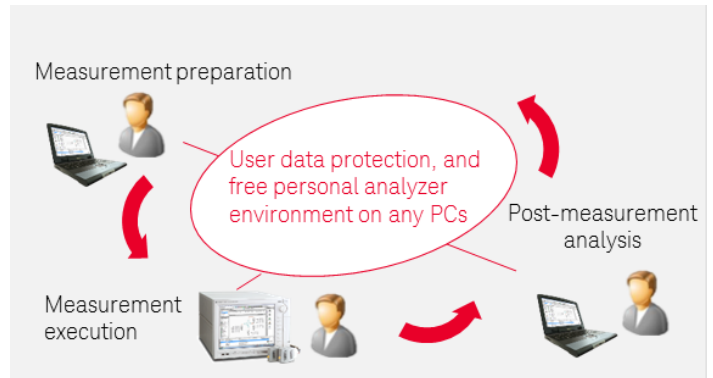 Measurement preparation
User data protection, and
free personal analyzer
environment on any PCs
Post-measurement
analysis
Measurement
execution